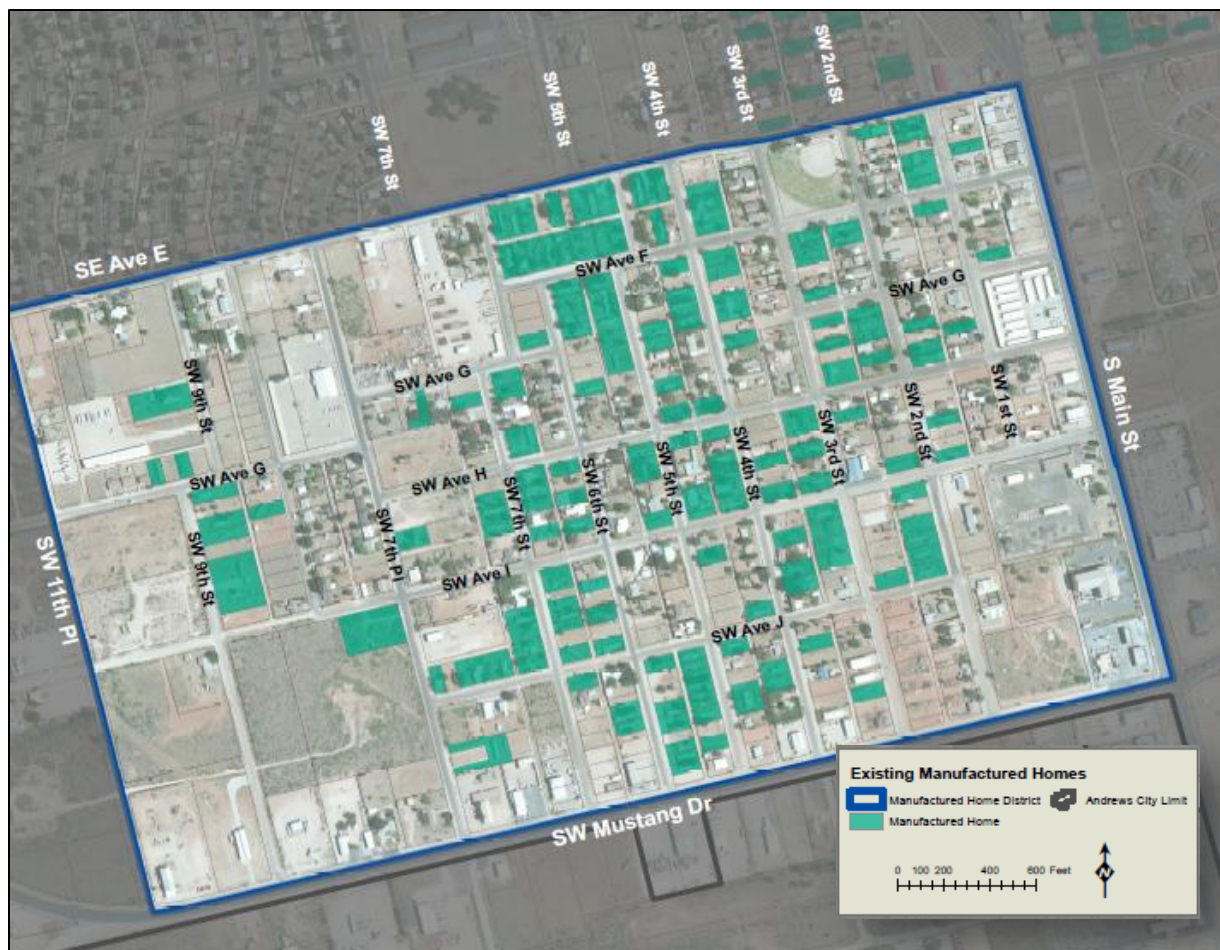 SW 2nd St
SW 3rd St
SW 4th St
SW 5th St
SW 7th St
SE Ave E
SW Ave F
SW Ave G
SW Ave G
SW 9th St
SW 1st St
S Main St
SW 2nd St
SW 3rd St
SW 4th St
SW 5th St
SW 6th St
SW Ave H
SW Ave G
SW 7th St
SW 7th Pl
SW 9th St
SW 11th Pl
SW Ave I
SW Ave J
SW Mustang Dr
Existing Manufactured Homes
Manufactured Home District
Andrews City Limit
Manufactured Home
0 100 200 400 600 Feet
N